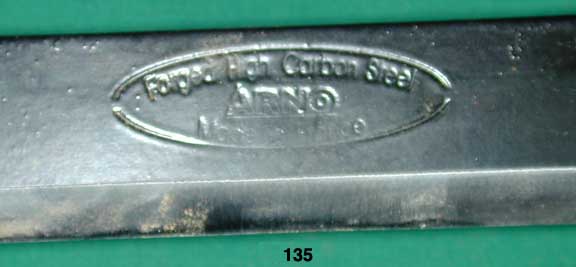 Forged High Carbon Steel
ARNO
135